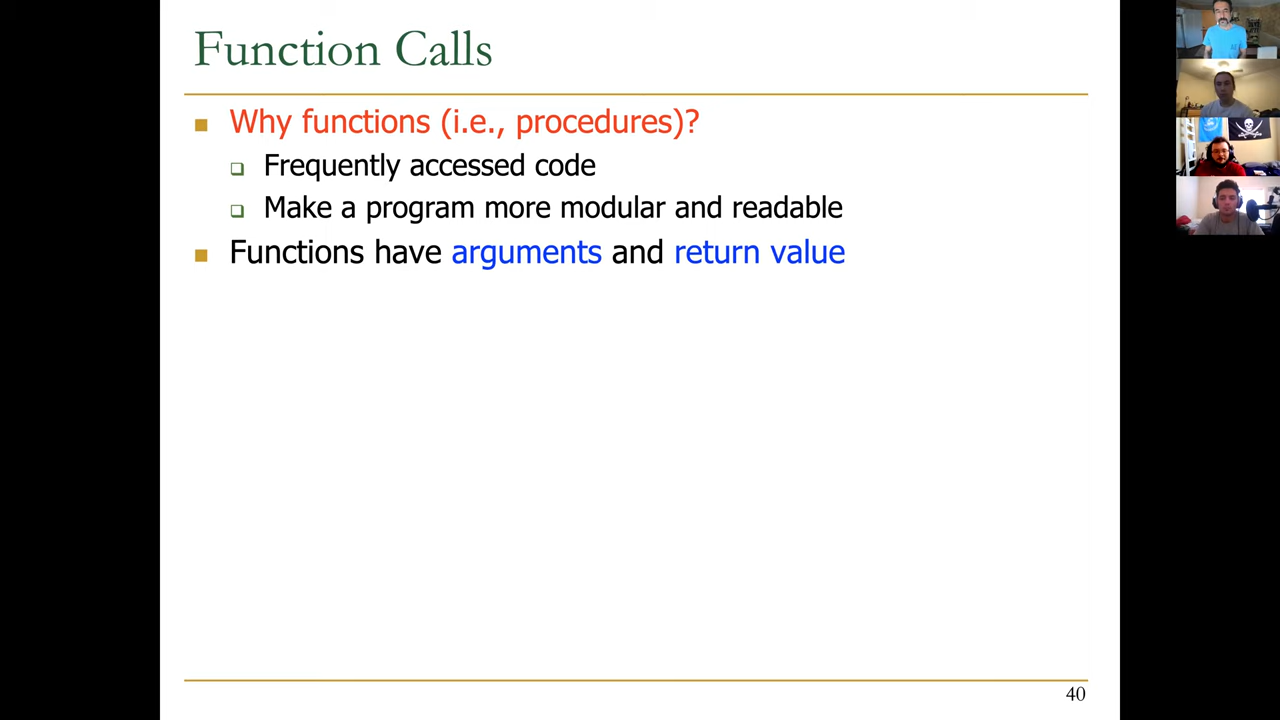 Function Calls
Why functions (i.e., procedures)?
Frequently accessed code
Make a program more modular and readable
Functions have arguments and return value
40